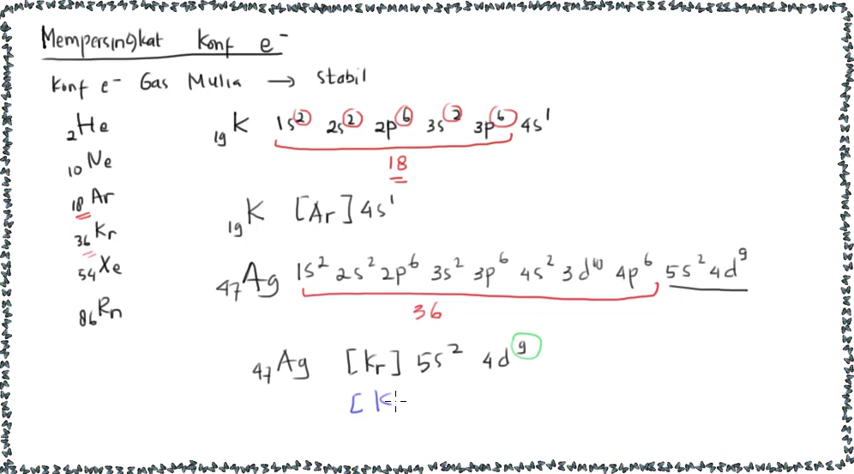 Mempersingkat Konf e⁻
Konf e⁻ Gas Mulia → Stabil
₂He
₁₀Ne
₁₈Ar
₃₆Kr
₅₄Xe
₈₆Rn
₁₉K 1s² 2s² 2p⁶ 3s² 3p⁶ 4s¹
18
₁₉K [Ar] 4s¹
₄₇Ag 1s² 2s² 2p⁶ 3s² 3p⁶ 4s² 3d¹⁰ 4p⁶ 5s² 4d⁹
36
₄₇Ag [Kr] 5s² 4d⁹
[ K